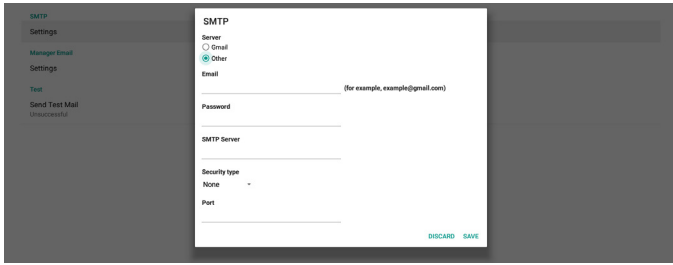 SMTP
Settings
Manager Email
Settings
Test
Send Test Mail
Unsuccessful
SMTP
Server
Gmail
Other
Email
(for example, example@gmail.com)
Password
SMTP Server
Security type
None
Port
DISCARD SAVE